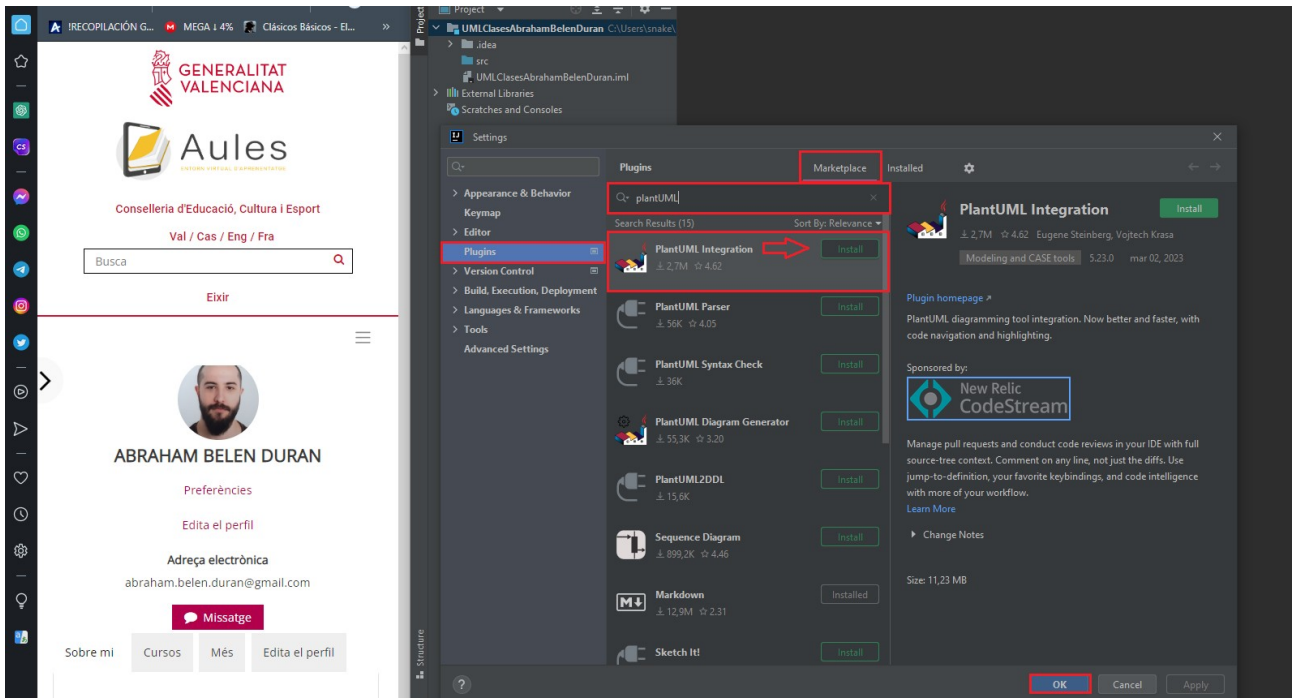 !RECOPILACIÓN G...
MEGA ↓ 4%
Clásicos Básicos - El...
»
GENERALITAT
VALENCIANA
Aules
Conselleria d'Educació, Cultura i Esport
Val / Cas / Eng / Fra
Busca
Eixir
ABRAHAM BELEN DURAN
Preferències
Edita el perfil
Adreça electrònica
abraham.belen.duran@gmail.com
Missatge
Sobre mi
Cursos
Més
Edita el perfil
Project
Structure
Project
UMLClasesAbrahamBelenDuran C:\Users\snake\
.idea
src
UMLClasesAbrahamBelenDuran.iml
External Libraries
Scratches and Consoles
Settings
Appearance & Behavior
Keymap
Editor
Plugins
Version Control
Build, Execution, Deployment
Languages & Frameworks
Tools
Advanced Settings
Plugins
Marketplace
Installed
plantUML
Search Results (15)
Sort By: Relevance
PlantUML Integration
2,7M ☆ 4.62
Install
PlantUML Parser
56K ☆ 4.05
Install
PlantUML Syntax Check
36K
Install
PlantUML Diagram Generator
55,3K ☆ 3.20
Install
PlantUML2DDL
15,6K
Install
Sequence Diagram
899,2K ☆ 4.46
Install
Markdown
12,9M ☆ 2.31
Installed
Sketch It!
Install
PlantUML Integration
Install
2,7M ☆ 4.62 Eugene Steinberg, Vojtech Krasa
Modeling and CASE tools 5.23.0 mar 02, 2023
Plugin homepage ↗
PlantUML diagramming tool integration. Now better and faster, with
code navigation and highlighting.
Sponsored by:
New Relic
CodeStream
Manage pull requests and conduct code reviews in your IDE with full
source-tree context. Comment on any line, not just the diffs. Use
jump-to-definition, your favorite keybindings, and code intelligence
with more of your workflow.
Learn More
Change Notes
Size: 11,23 MB
?
OK
Cancel
Apply